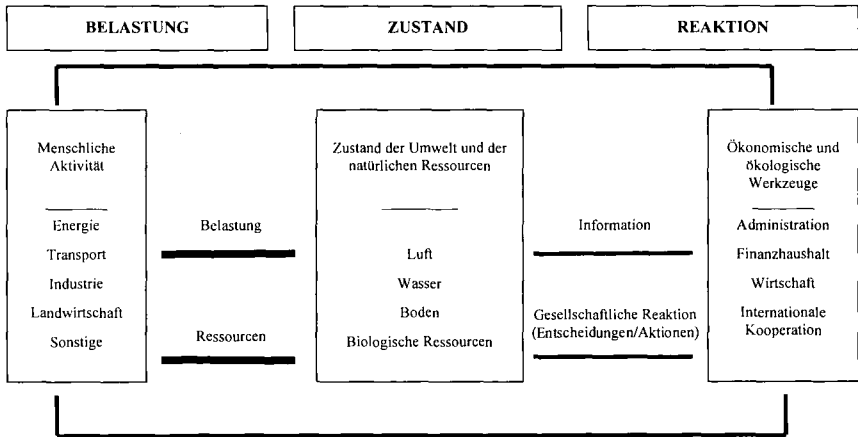 BELASTUNG
ZUSTAND
REAKTION
Menschliche
Aktivität
Energie
Transport
Industrie
Landwirtschaft
Sonstige
Belastung
Ressourcen
Zustand der Umwelt und der
natürlichen Ressourcen
Luft
Wasser
Boden
Biologische Ressourcen
Information
Gesellschaftliche Reaktion
(Entscheidungen/Aktionen)
Ökonomische und
ökologische
Werkzeuge
Administration
Finanzhaushalt
Wirtschaft
Internationale
Kooperation